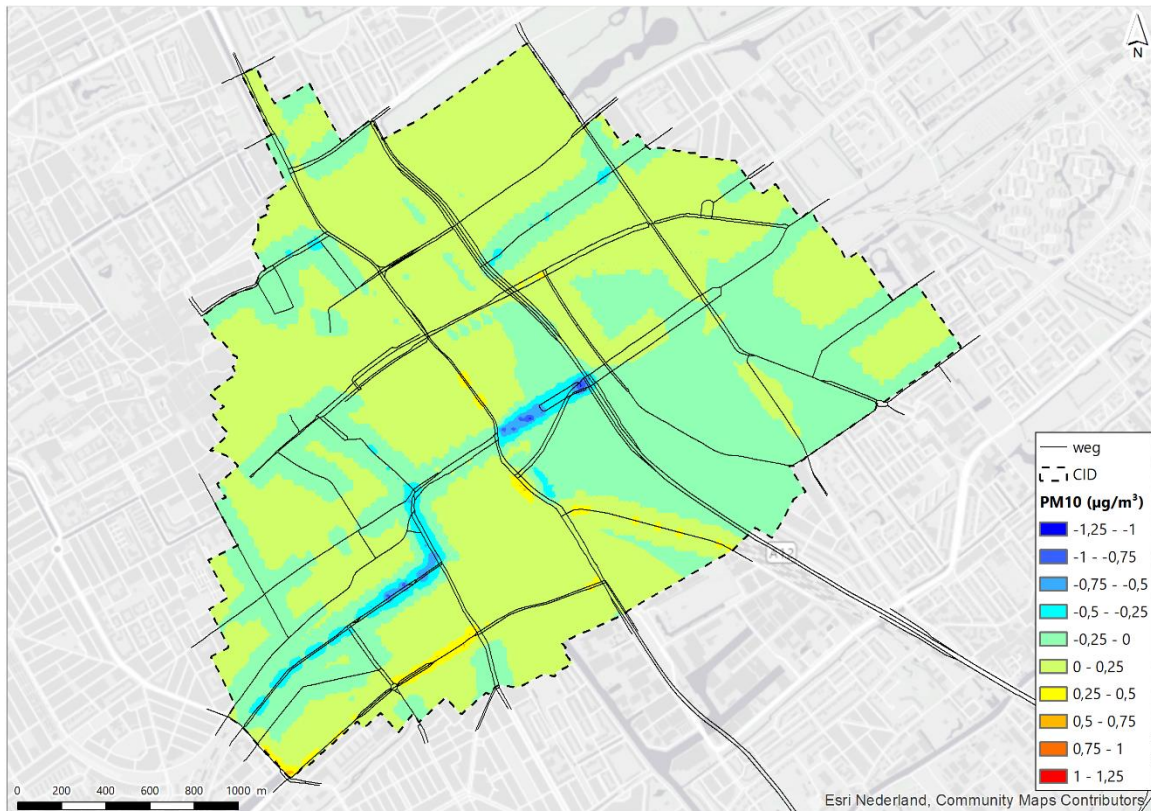 N
weg
CID
PM10 (µg/m³)
-1,25 - -1
-1 - -0,75
-0,75 - -0,5
-0,5 - -0,25
-0,25 - 0
0 - 0,25
0,25 - 0,5
0,5 - 0,75
0,75 - 1
1 - 1,25
A12
0 200 400 600 800 1000 m
Esri Nederland, Community Maps Contributors